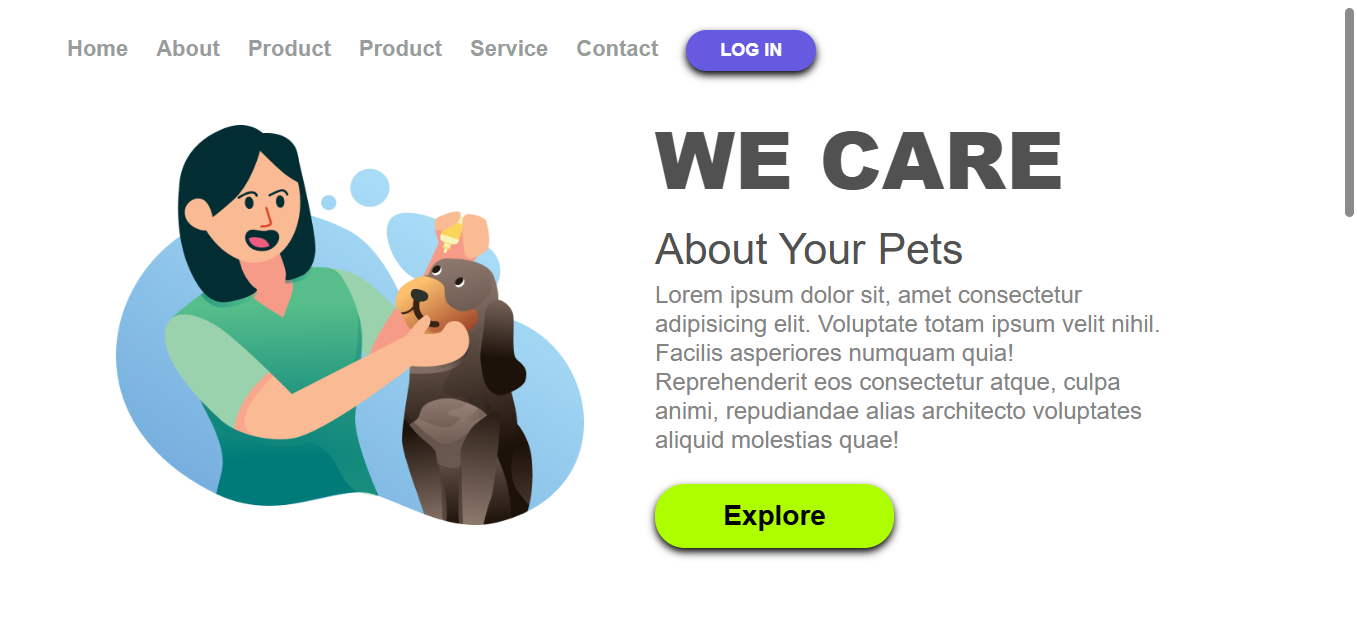 Home About Product Product Service Contact LOG IN
WE CARE
About Your Pets
Lorem ipsum dolor sit, amet consectetur
adipisicing elit. Voluptate totam ipsum velit nihil.
Facilis asperiores numquam quia!
Reprehenderit eos consectetur atque, culpa
animi, repudiandae alias architecto voluptates
aliquid molestias quae!
Explore